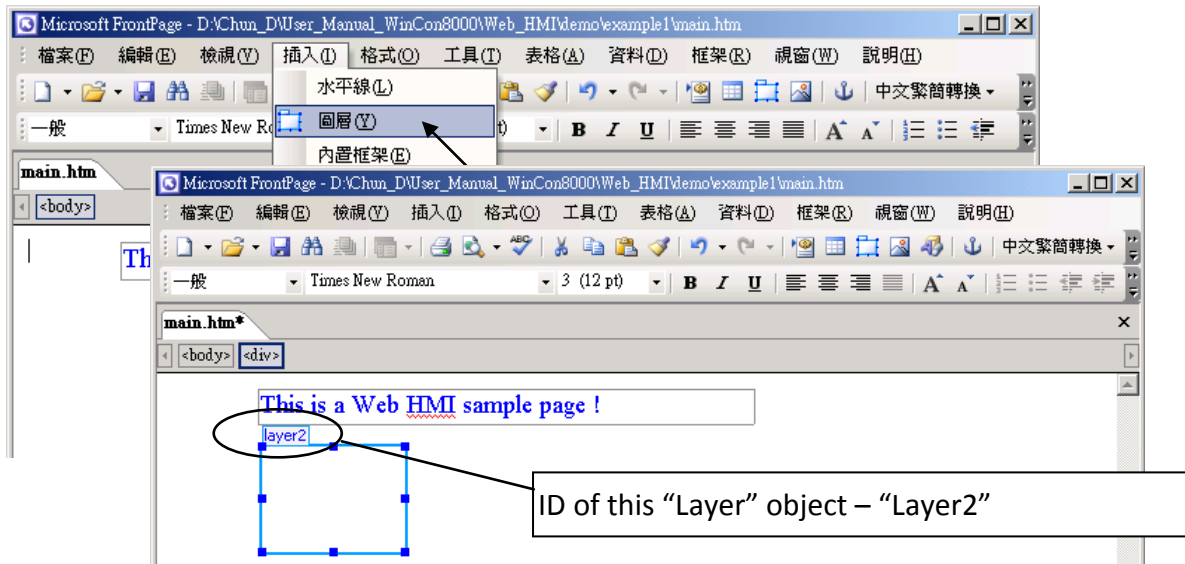 Microsoft FrontPage - D:\Chun_D\User_Manual_WinCon8000\Web_HMI\demo\example1\main.htm
檔案(F) 編輯(E) 檢視(V) 插入(I) 格式(O) 工具(T) 表格(A) 資料(D) 框架(R) 視窗(W) 說明(H)
水平線(L)
中文繁簡轉換
一般 Times New Ro
圖層(Y)
t)
B I U A A
內置框架(E)
main.htm
<body>
Th
Microsoft FrontPage - D:\Chun_D\User_Manual_WinCon8000\Web_HMI\demo\example1\main.htm
檔案(F) 編輯(E) 檢視(V) 插入(I) 格式(O) 工具(T) 表格(A) 資料(D) 框架(R) 視窗(W) 說明(H)
ABC
中文繁簡轉換
一般 Times New Roman 3 (12 pt) B I U A A
main.htm*
<body> <div>
This is a Web HMI sample page !
layer2
ID of this “Layer” object – “Layer2”